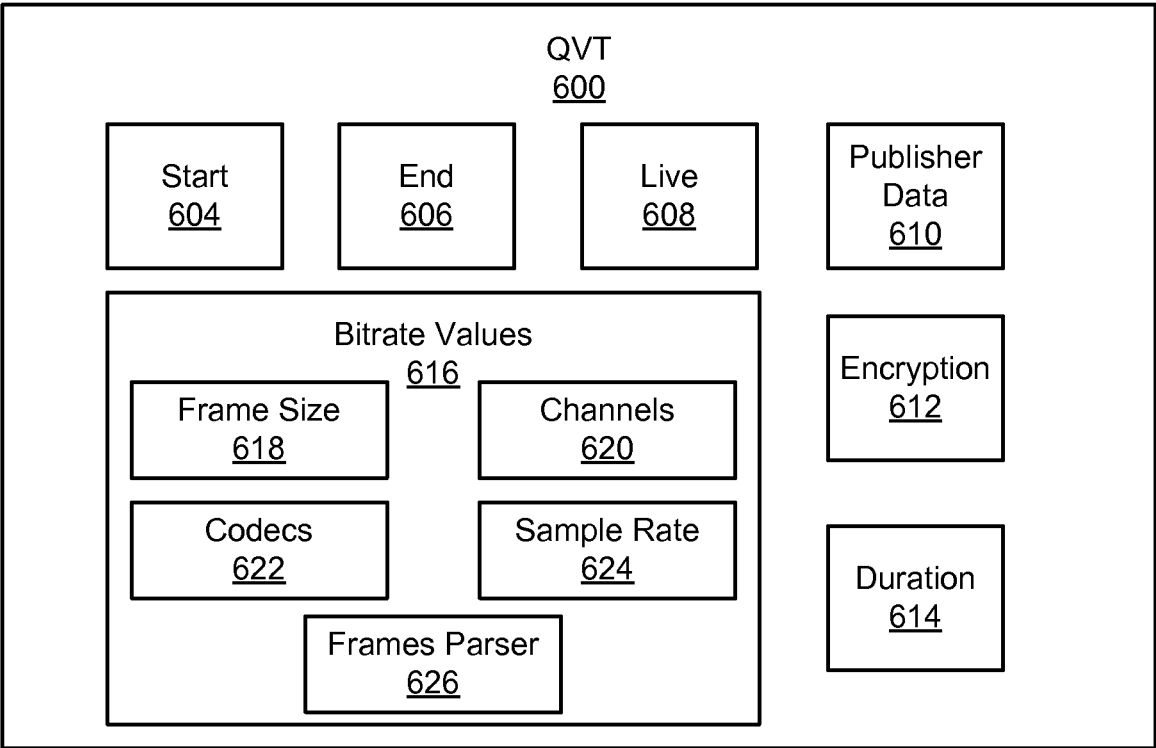 QVT
600
Start
604
End
606
Live
608
Publisher
Data
610
Bitrate Values
616
Frame Size
618
Channels
620
Codecs
622
Sample Rate
624
Frames Parser
626
Encryption
612
Duration
614